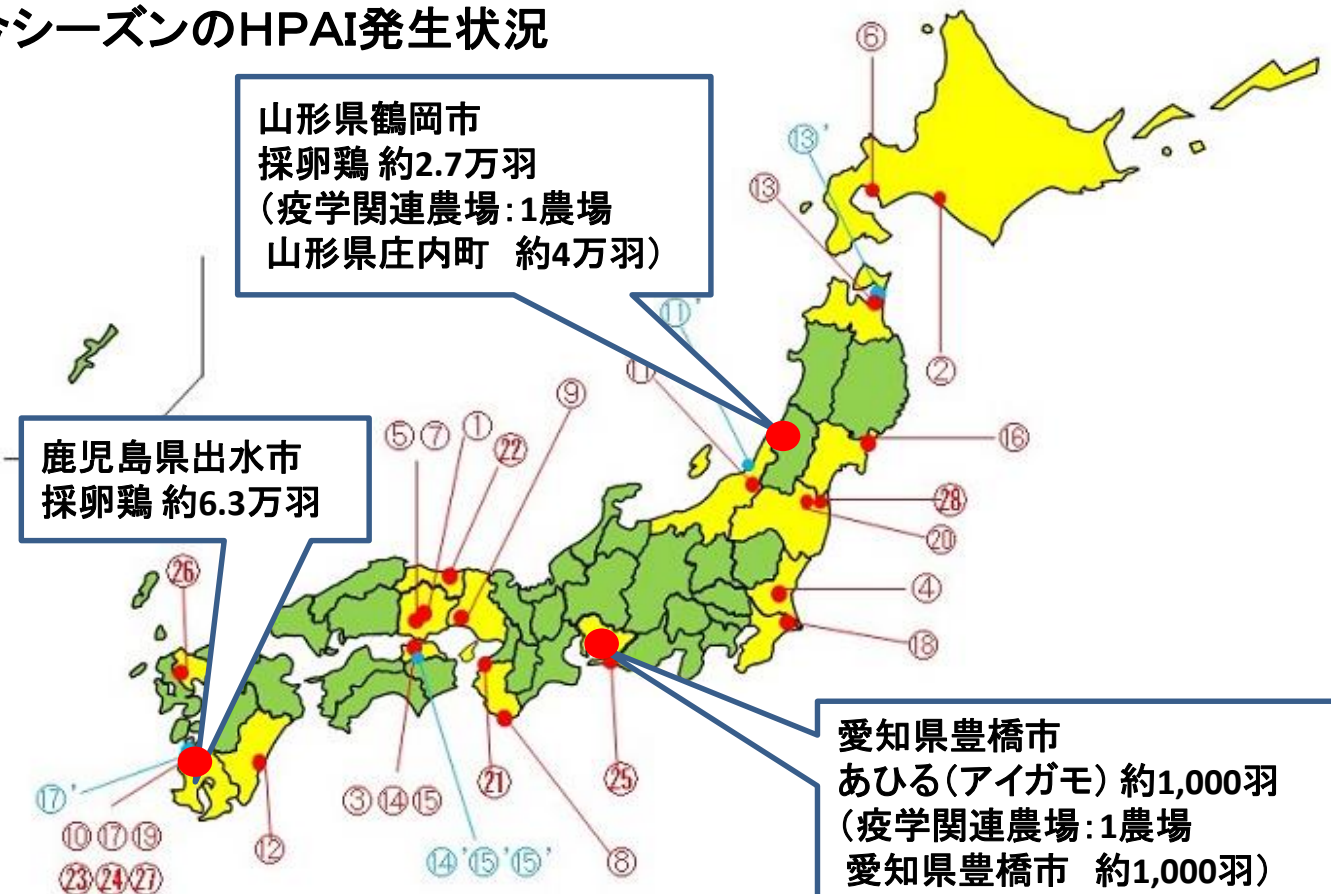 今シーズンのHPAI発生状況
山形県鶴岡市
採卵鶏 約2.7万羽
(疫学関連農場:1農場
山形県庄内町 約4万羽)
鹿児島県出水市
採卵鶏 約6.3万羽
愛知県豊橋市
あひる(アイガモ) 約1,000羽
(疫学関連農場:1農場
愛知県豊橋市 約1,000羽)
⑥
⑬'
⑬
②
⑪'
⑪
⑨
⑤⑦
①
㉒
⑯
㉘
⑳
④
⑱
㉖
⑰'
⑩⑰⑲
㉓㉔㉗
⑫
③⑭⑮
⑭'⑮'⑮'
㉑
⑧
㉕